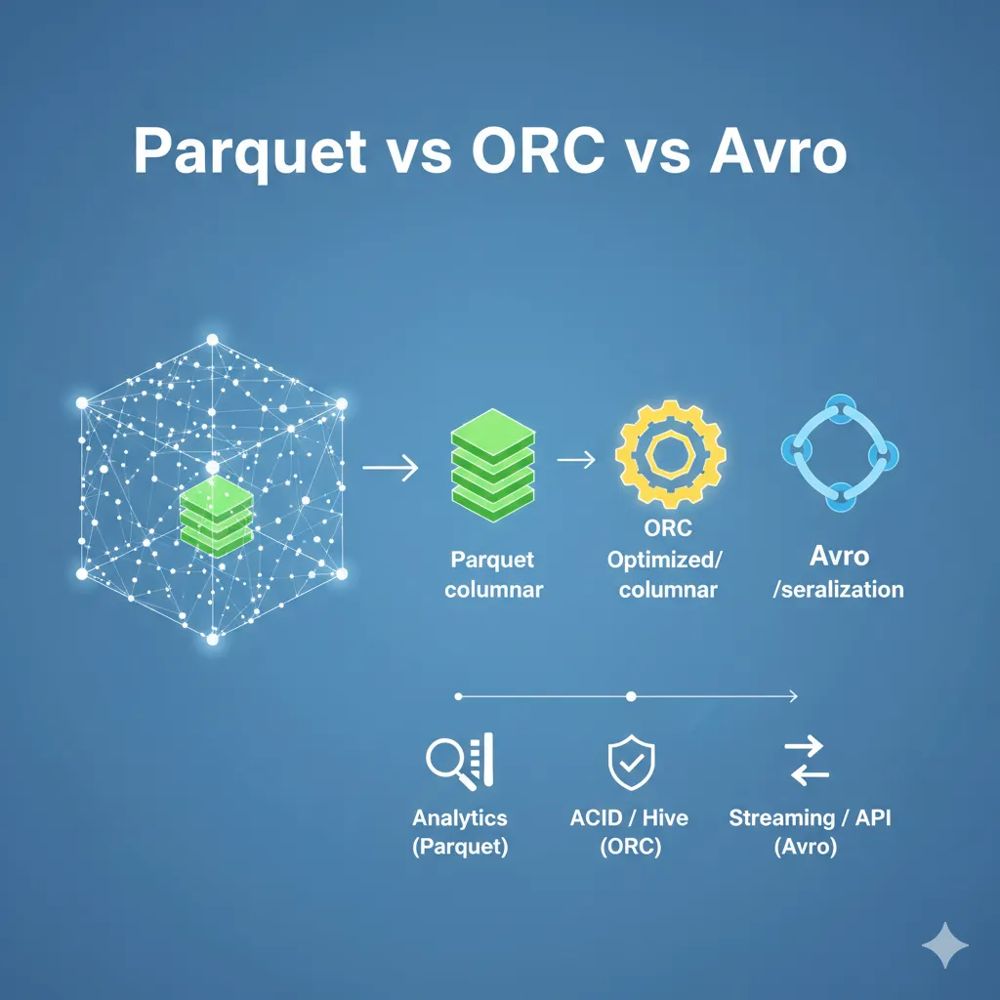 Parquet vs ORC vs Avro
Parquet
columnar
ORC
Optimized/
columnar
Avro
/seralization
Analytics
(Parquet)
ACID / Hive
(ORC)
Streaming / API
(Avro)